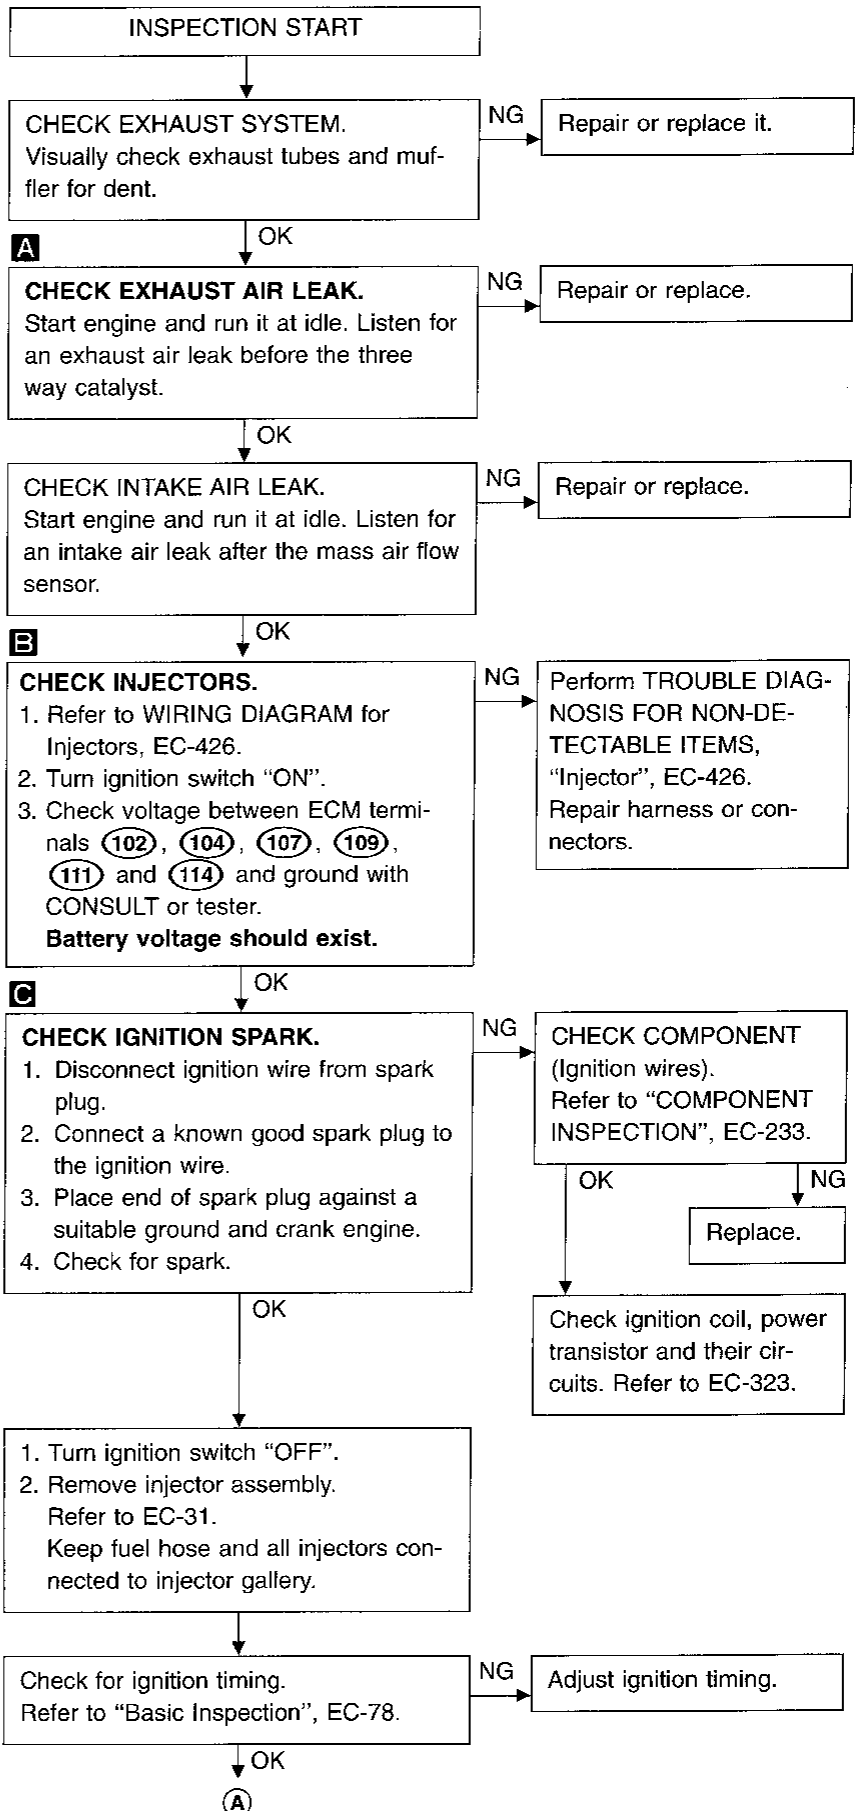 INSPECTION START
CHECK EXHAUST SYSTEM.
Visually check exhaust tubes and muf-
fler for dent.
NG
Repair or replace it.
OK
A
CHECK EXHAUST AIR LEAK.
Start engine and run it at idle. Listen for
an exhaust air leak before the three
way catalyst.
NG
Repair or replace.
OK
CHECK INTAKE AIR LEAK.
Start engine and run it at idle. Listen for
an intake air leak after the mass air flow
sensor.
NG
Repair or replace.
OK
B
CHECK INJECTORS.
1. Refer to WIRING DIAGRAM for
Injectors, EC-426.
2. Turn ignition switch “ON”.
3. Check voltage between ECM termi-
nals 102, 104, 107, 109,
111 and 114 and ground with
CONSULT or tester.
Battery voltage should exist.
NG
Perform TROUBLE DIAG-
NOSIS FOR NON-DE-
TECTABLE ITEMS,
“Injector”, EC-426.
Repair harness or con-
nectors.
OK
C
CHECK IGNITION SPARK.
1. Disconnect ignition wire from spark
plug.
2. Connect a known good spark plug to
the ignition wire.
3. Place end of spark plug against a
suitable ground and crank engine.
4. Check for spark.
NG
CHECK COMPONENT
(Ignition wires).
Refer to “COMPONENT
INSPECTION”, EC-233.
OK
NG
Replace.
Check ignition coil, power
transistor and their cir-
cuits. Refer to EC-323.
OK
1. Turn ignition switch “OFF”.
2. Remove injector assembly.
Refer to EC-31.
Keep fuel hose and all injectors con-
nected to injector gallery.
Check for ignition timing.
Refer to “Basic Inspection”, EC-78.
NG
Adjust ignition timing.
OK
A